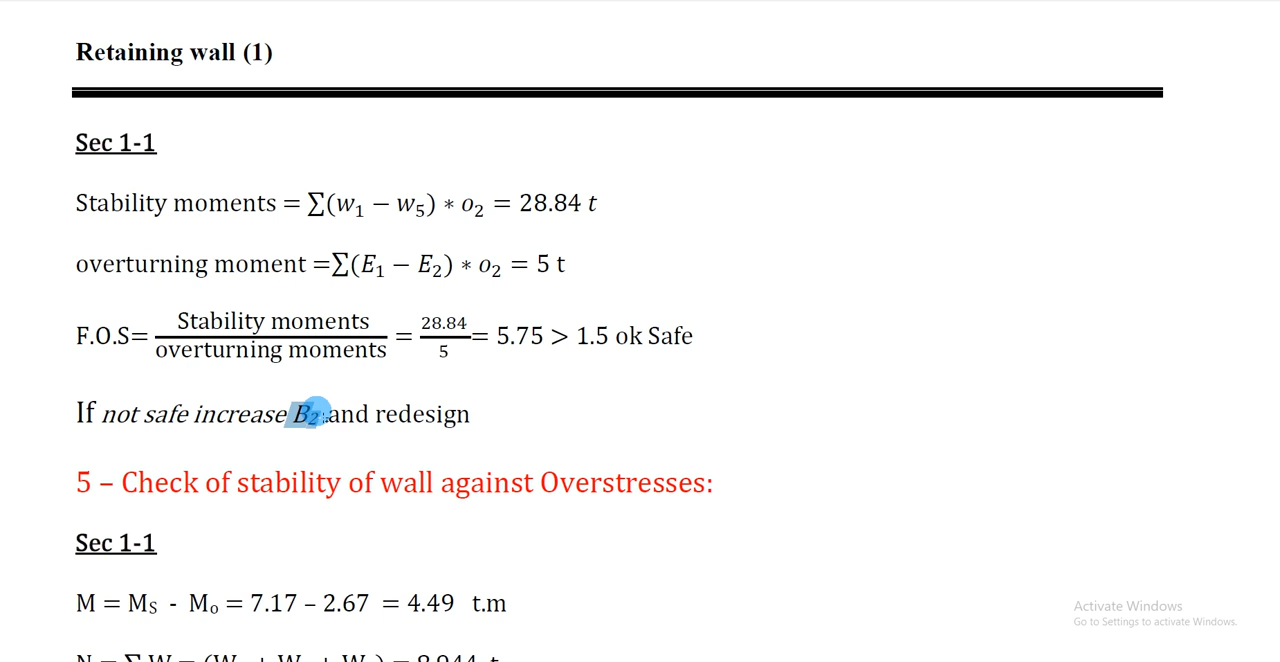 Retaining wall (1)
Sec 1-1
Stability moments = ∑(w₁ − w₅) * o₂ = 28.84 t
overturning moment =∑(E₁ − E₂) * o₂ = 5 t
F.O.S= Stability moments / overturning moments = 28.84 / 5 = 5.75 > 1.5 ok Safe
If not safe increase B₂ and redesign
5 – Check of stability of wall against Overstresses:
Sec 1-1
M = Mₛ - Mₒ = 7.17 – 2.67 = 4.49 t.m
Activate Windows
Go to Settings to activate Windows.